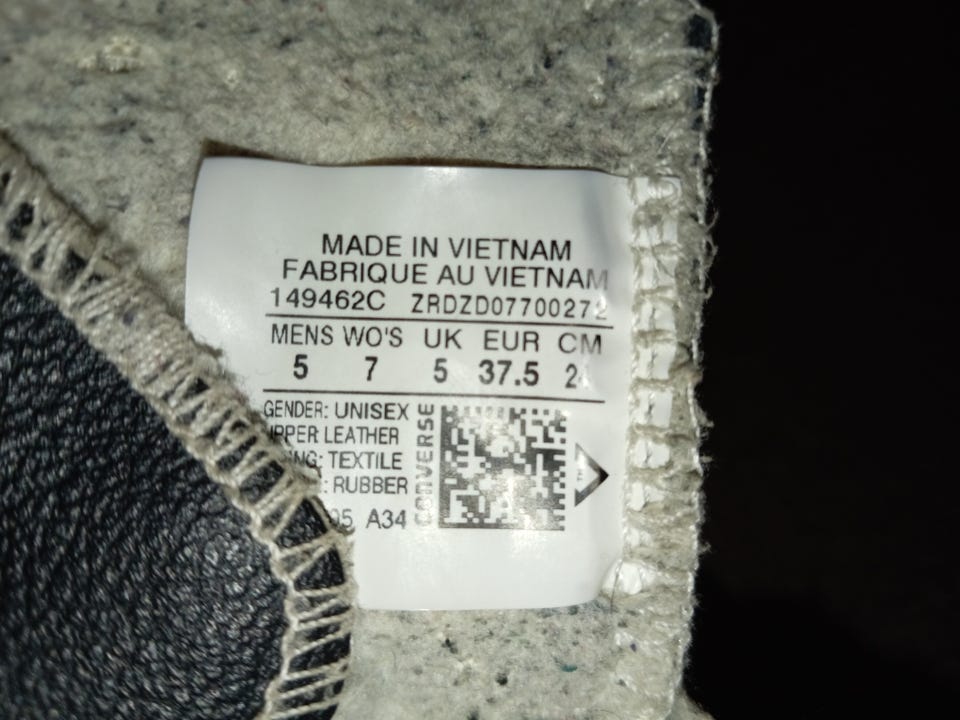 MADE IN VIETNAM
FABRIQUE AU VIETNAM
149462C ZRDZD07700272
MENS WO'S UK EUR CM
5 7 5 37.5
GENDER: UNISEX
LEATHER
TEXTILE
RUBBER
A34
CONVERSE